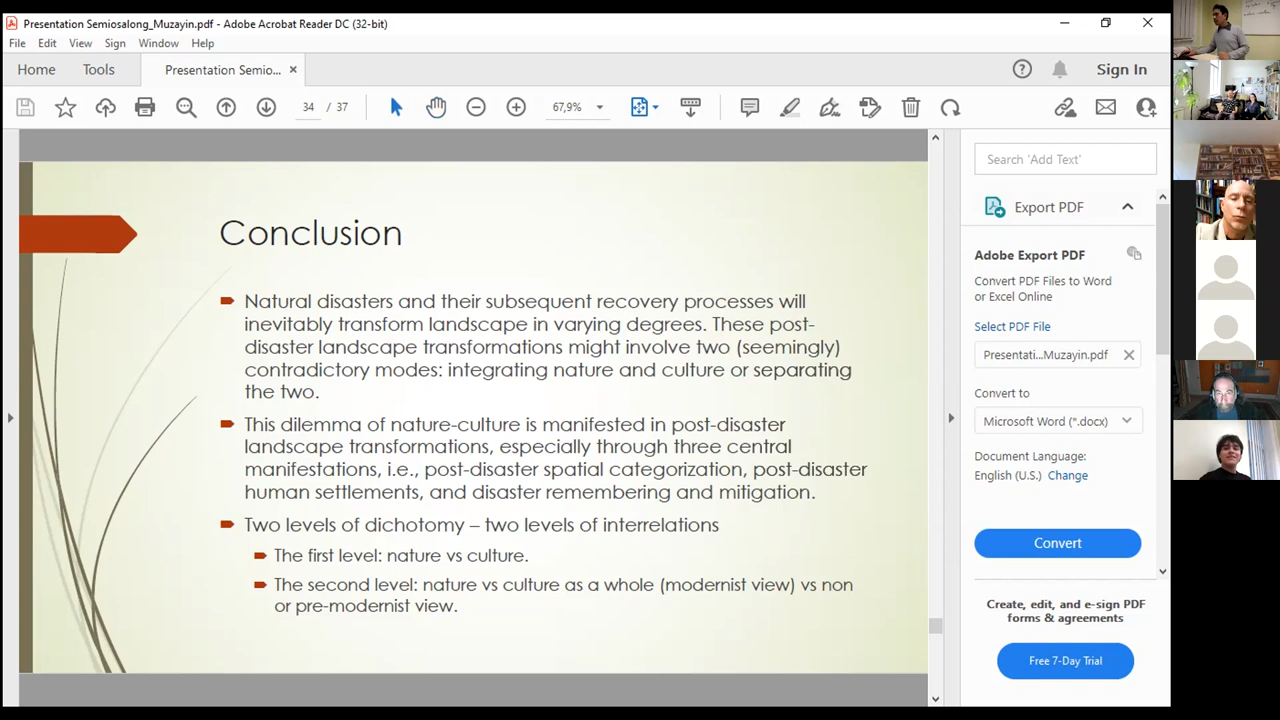 Presentation Semiosalong_Muzayin.pdf - Adobe Acrobat Reader DC (32-bit)
File Edit View Sign Window Help
Home Tools Presentation Semio... Sign In
34 / 37 67,9%
Search 'Add Text'
Export PDF
Adobe Export PDF
Convert PDF Files to Word
or Excel Online
Select PDF File
Presentati...Muzayin.pdf
Convert to
Microsoft Word (*.docx)
Document Language:
English (U.S.) Change
Convert
Create, edit, and e-sign PDF
forms & agreements
Free 7-Day Trial
Conclusion
Natural disasters and their subsequent recovery processes will
inevitably transform landscape in varying degrees. These post-
disaster landscape transformations might involve two (seemingly)
contradictory modes: integrating nature and culture or separating
the two.
This dilemma of nature-culture is manifested in post-disaster
landscape transformations, especially through three central
manifestations, i.e., post-disaster spatial categorization, post-disaster
human settlements, and disaster remembering and mitigation.
Two levels of dichotomy – two levels of interrelations
The first level: nature vs culture.
The second level: nature vs culture as a whole (modernist view) vs non
or pre-modernist view.